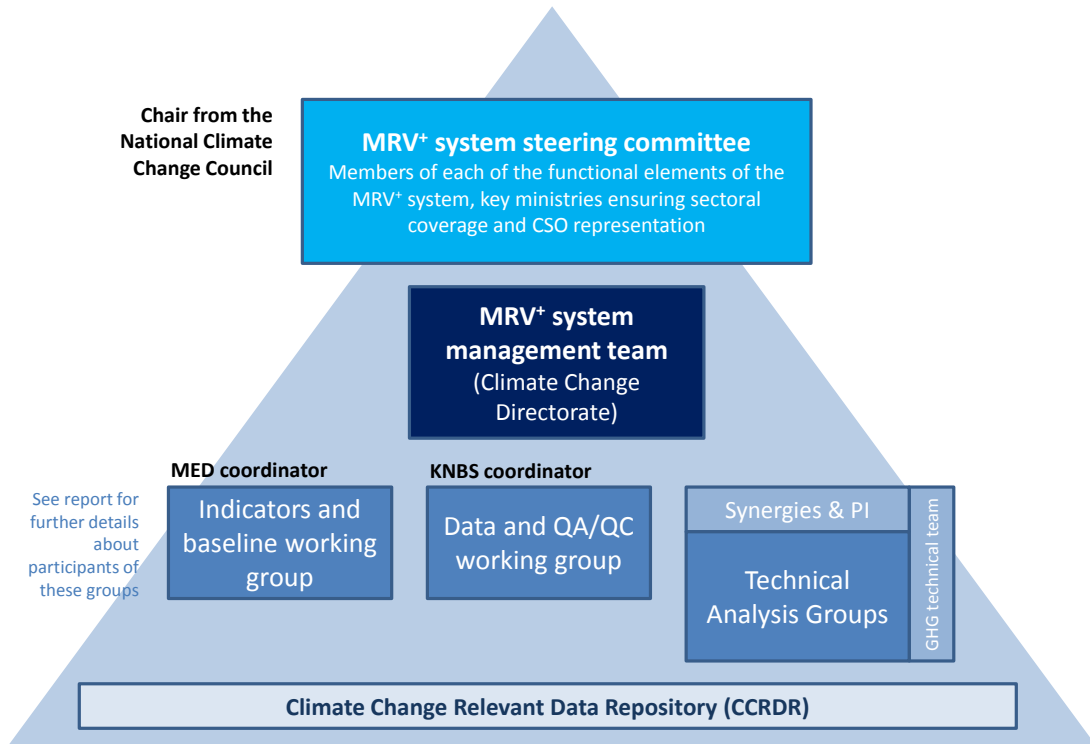 Chair from the
National Climate
Change Council
MRV⁺ system steering committee
Members of each of the functional elements of the
MRV⁺ system, key ministries ensuring sectoral
coverage and CSO representation
MRV⁺ system
management team
(Climate Change
Directorate)
MED coordinator
KNBS coordinator
See report for
further details
about
participants of
these groups
Indicators and
baseline working
group
Data and QA/QC
working group
Synergies & PI
Technical
Analysis Groups
GHG technical team
Climate Change Relevant Data Repository (CCRDR)